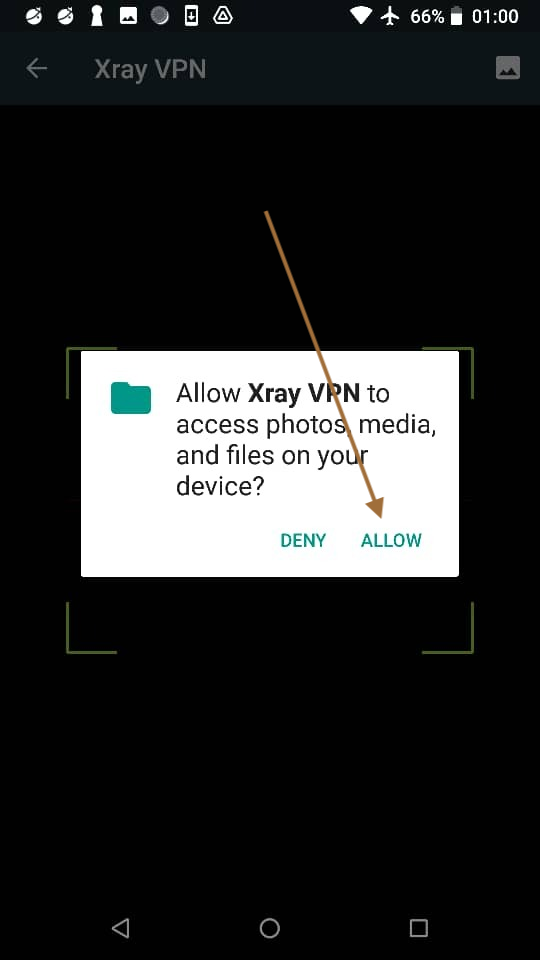 66% 01:00
Xray VPN
Allow Xray VPN to
access photos, media,
and files on your
device?
DENY ALLOW